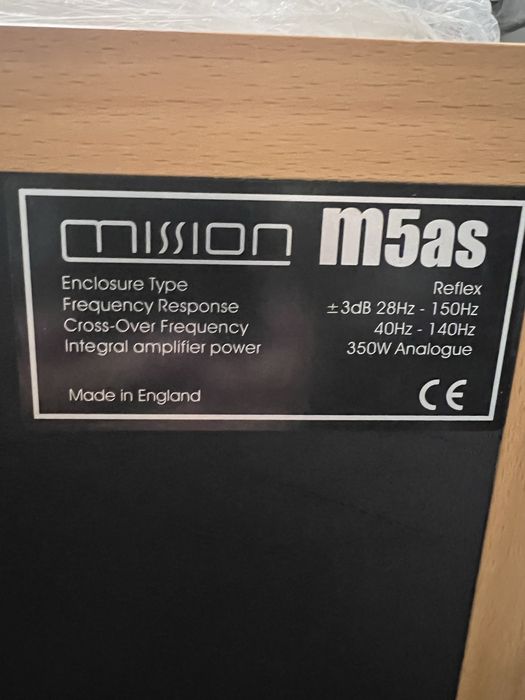 mission m5as
Enclosure Type Reflex
Frequency Response ±3dB 28Hz - 150Hz
Cross-Over Frequency 40Hz - 140Hz
Integral amplifier power 350W Analogue
Made in England CE